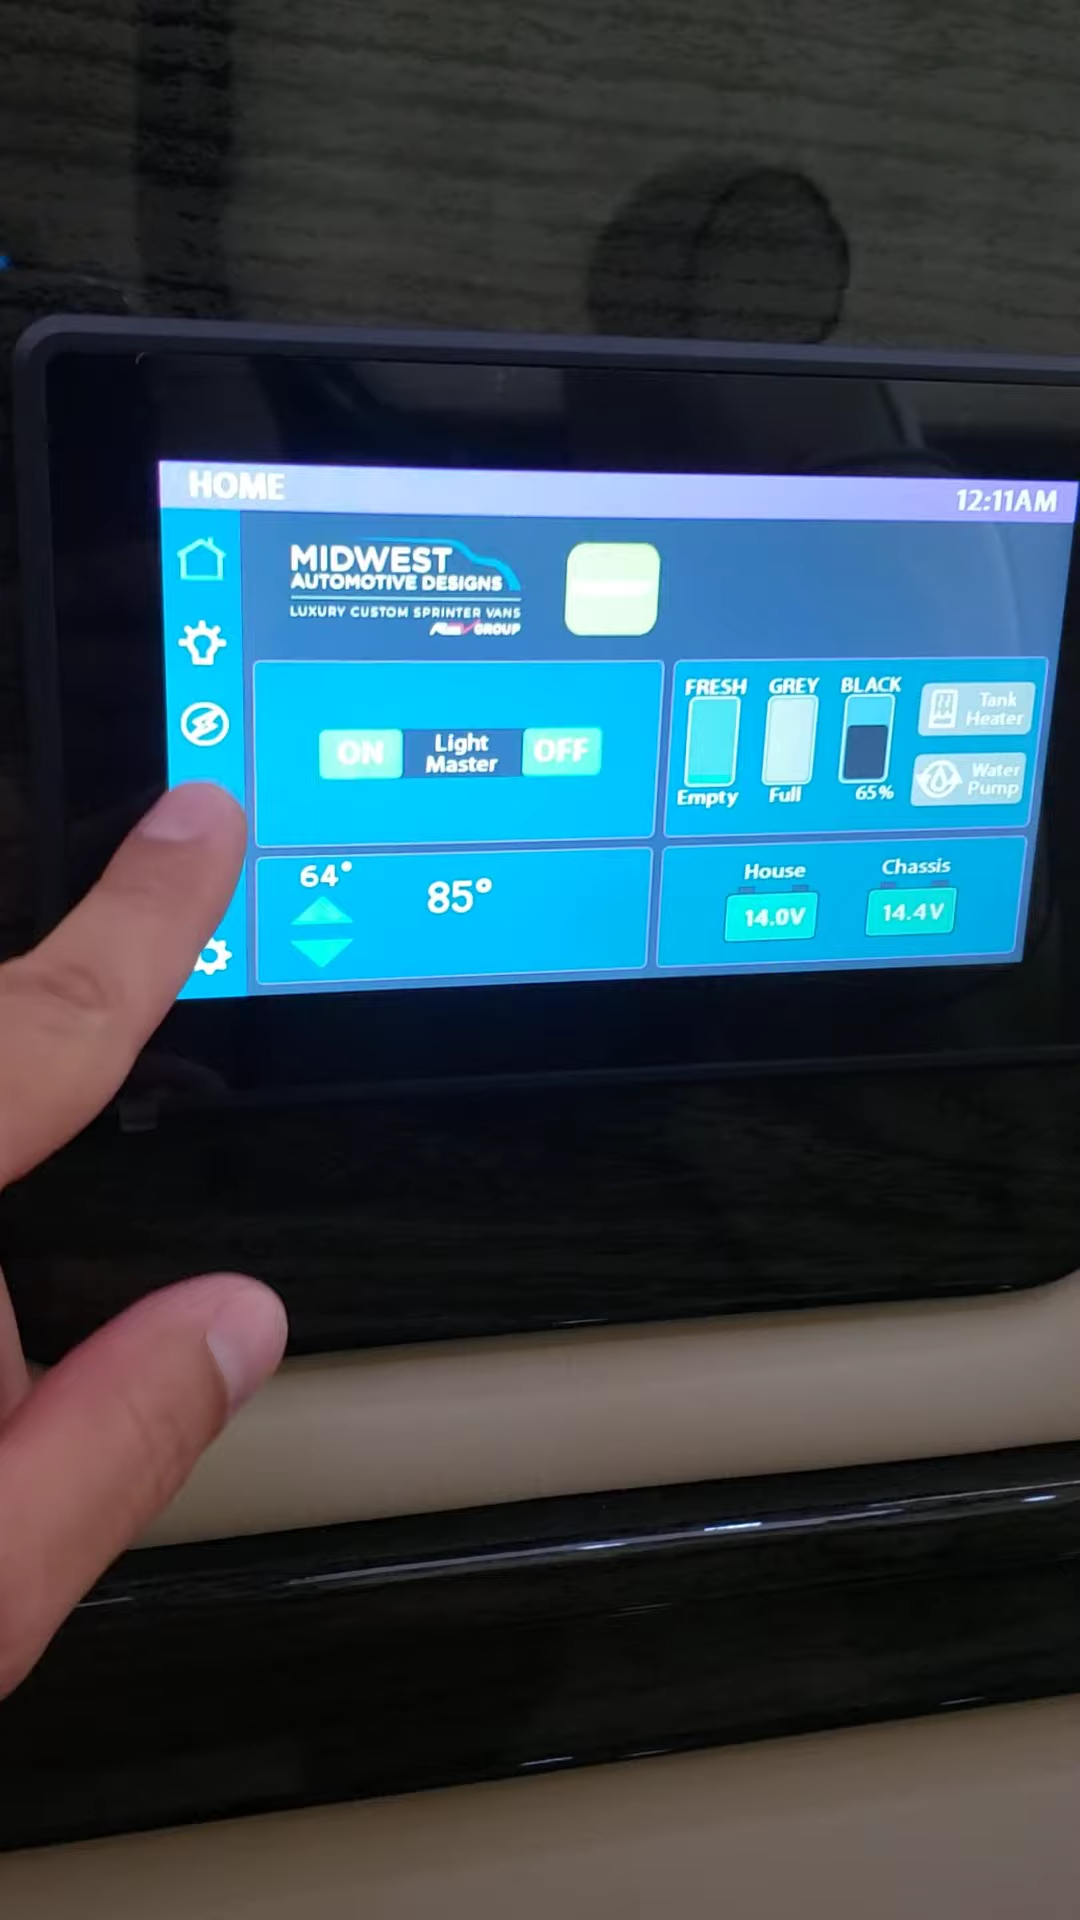 HOME
12:11AM
MIDWEST
AUTOMOTIVE DESIGNS
LUXURY CUSTOM SPRINTER VANS
REV GROUP
ON
Light
Master
OFF
FRESH
GREY
BLACK
Empty
Full
65%
Tank
Heater
Water
Pump
64°
85°
House
14.0V
Chassis
14.4V